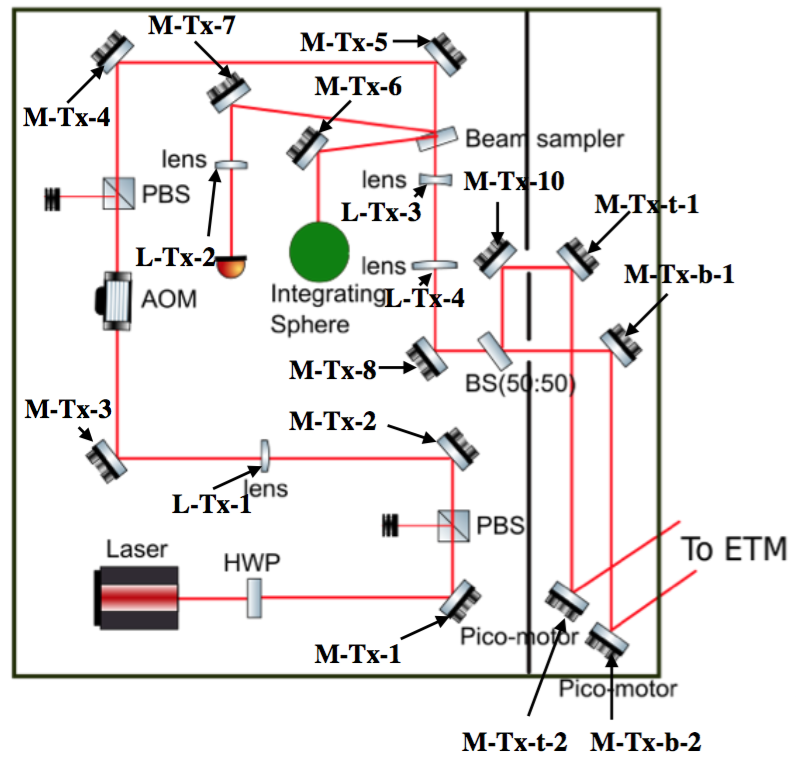 M-Tx-7
M-Tx-5
M-Tx-6
M-Tx-4
Beam sampler
lens
lens
M-Tx-10
PBS
L-Tx-3
M-Tx-t-1
L-Tx-2
lens
M-Tx-b-1
AOM
Integrating
Sphere
L-Tx-4
M-Tx-8
BS(50:50)
M-Tx-3
M-Tx-2
L-Tx-1
lens
PBS
To ETM
Laser
HWP
Pico-motor
M-Tx-1
Pico-motor
M-Tx-t-2
M-Tx-b-2